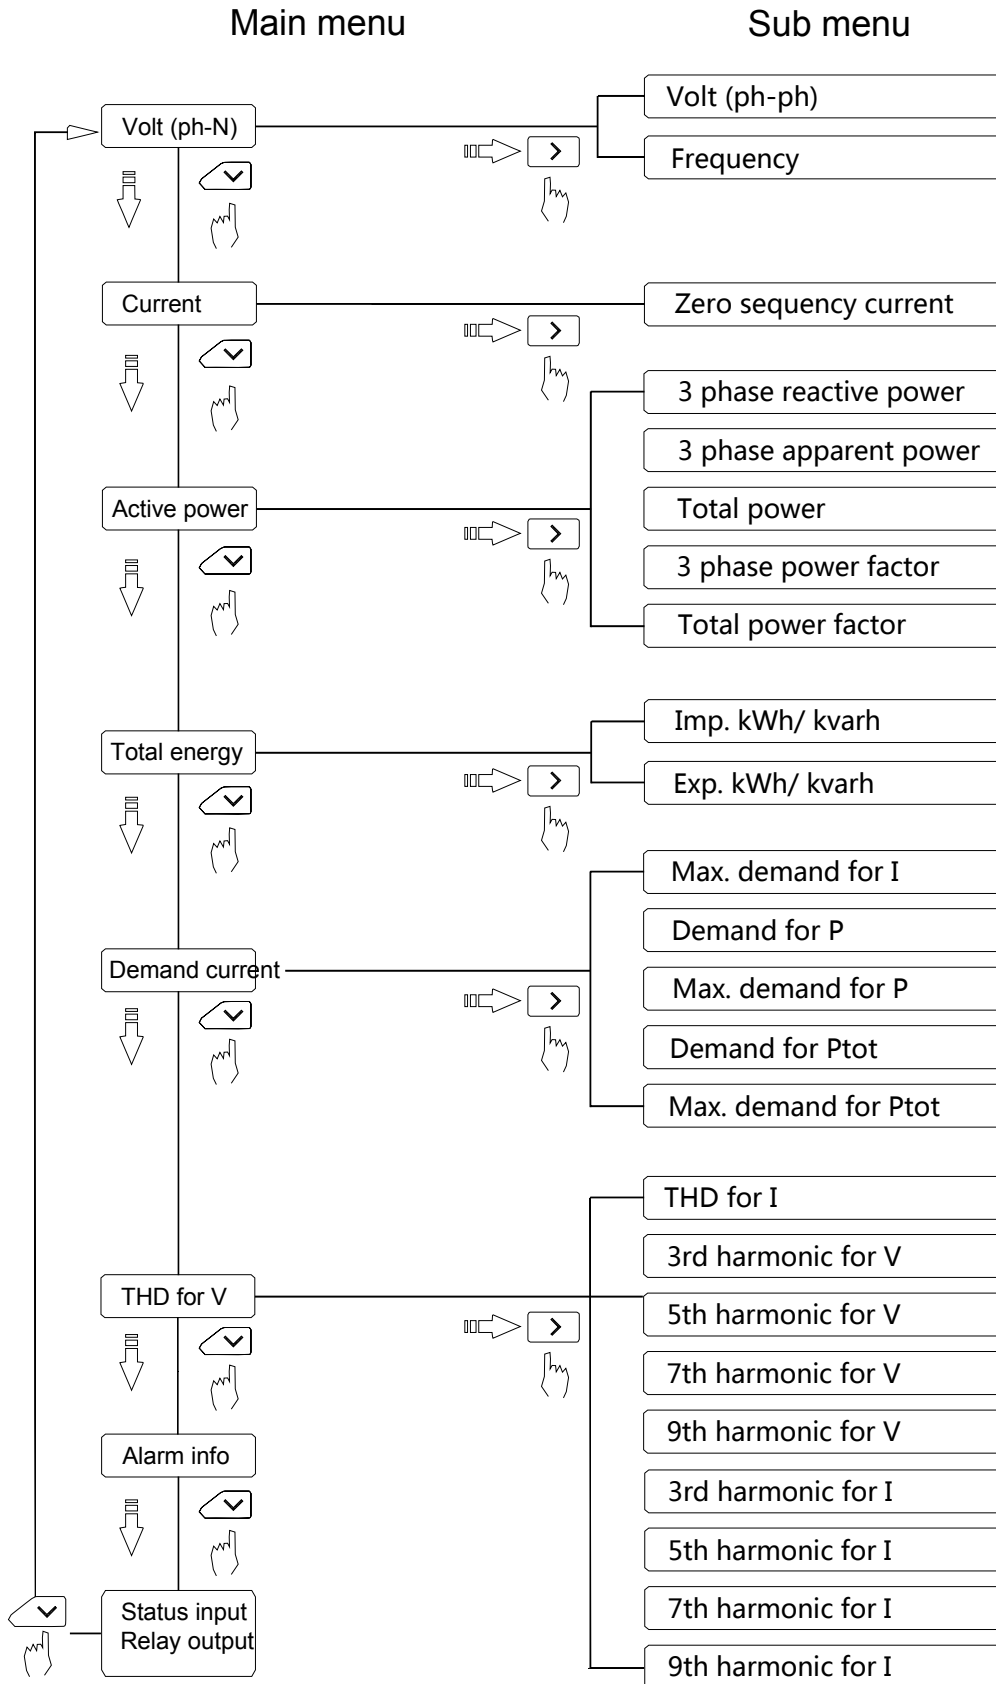 Main menu
Sub menu
Volt (ph-N)
Volt (ph-ph)
Frequency
Current
Zero sequency current
Active power
3 phase reactive power
3 phase apparent power
Total power
3 phase power factor
Total power factor
Total energy
Imp. kWh/ kvarh
Exp. kWh/ kvarh
Demand current
Max. demand for I
Demand for P
Max. demand for P
Demand for Ptot
Max. demand for Ptot
THD for V
THD for I
3rd harmonic for V
5th harmonic for V
7th harmonic for V
9th harmonic for V
3rd harmonic for I
5th harmonic for I
7th harmonic for I
9th harmonic for I
Alarm info
Status input
Relay output